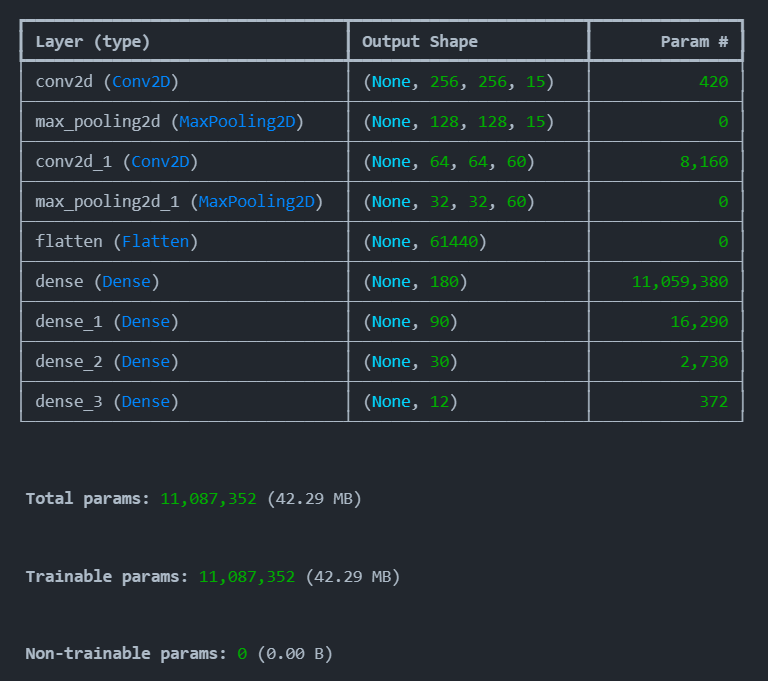 Layer (type) Output Shape Param #
conv2d (Conv2D) (None, 256, 256, 15) 420
max_pooling2d (MaxPooling2D) (None, 128, 128, 15) 0
conv2d_1 (Conv2D) (None, 64, 64, 60) 8,160
max_pooling2d_1 (MaxPooling2D) (None, 32, 32, 60) 0
flatten (Flatten) (None, 61440) 0
dense (Dense) (None, 180) 11,059,380
dense_1 (Dense) (None, 90) 16,290
dense_2 (Dense) (None, 30) 2,730
dense_3 (Dense) (None, 12) 372
Total params: 11,087,352 (42.29 MB)
Trainable params: 11,087,352 (42.29 MB)
Non-trainable params: 0 (0.00 B)